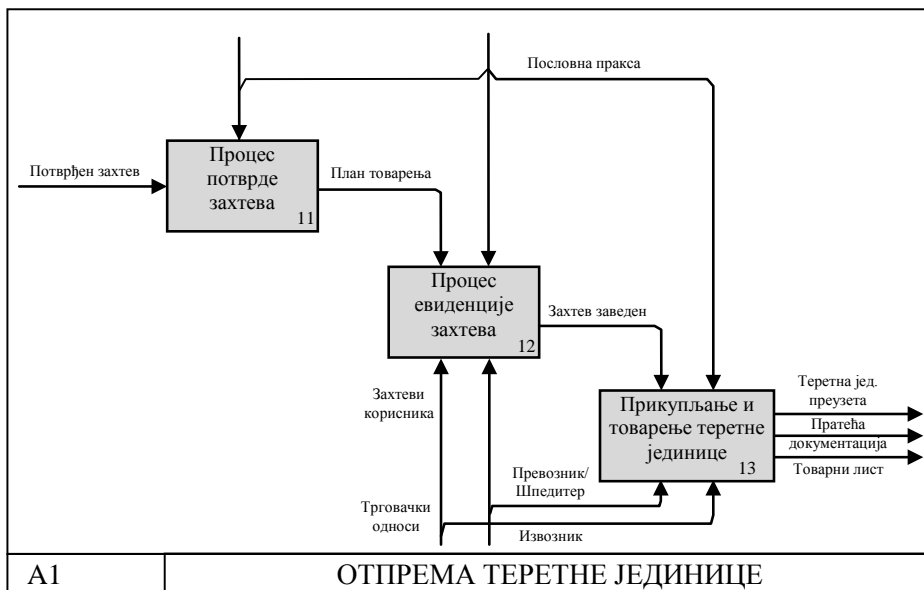 Пословна пракса
Процес
потврде
захтева
11
Потврђен захтев
План товарења
Процес
евиденције
захтева
12
Захтев заведен
Захтеви
корисника
Прикупљање и
товарење теретне
јединице
13
Теретна јед.
преузета
Пратећа
документација
Товарни лист
Превозник/
Шпедитер
Трговачки
односи
Извозник
А1
ОТПРЕМА ТЕРЕТНЕ ЈЕДИНИЦЕ